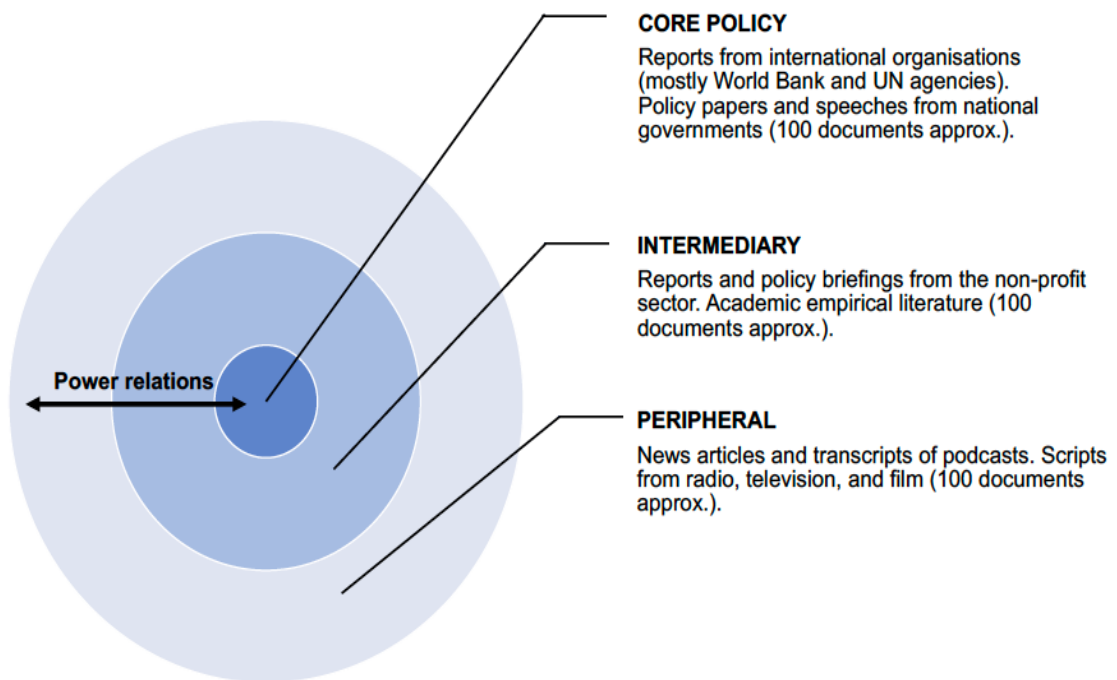 CORE POLICY
Reports from international organisations
(mostly World Bank and UN agencies).
Policy papers and speeches from national
governments (100 documents approx.).
INTERMEDIARY
Reports and policy briefings from the non-profit
sector. Academic empirical literature (100
documents approx.).
Power relations
PERIPHERAL
News articles and transcripts of podcasts. Scripts
from radio, television, and film (100 documents
approx.).